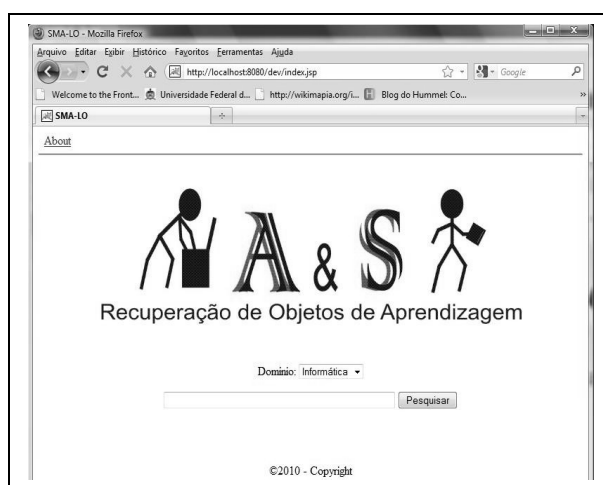 SMA-LO - Mozilla Firefox
Arquivo Editar Exibir Histórico Favoritos Ferramentas Ajuda
http://localhost:8080/dev/index.jsp Google
Welcome to the Front... Universidade Federal d... http://wikimapia.org/i... Blog do Hummel: Co... »
SMA-LO
About
A & S
Recuperação de Objetos de Aprendizagem
Domínio: Informática
Pesquisar
©2010 - Copyright